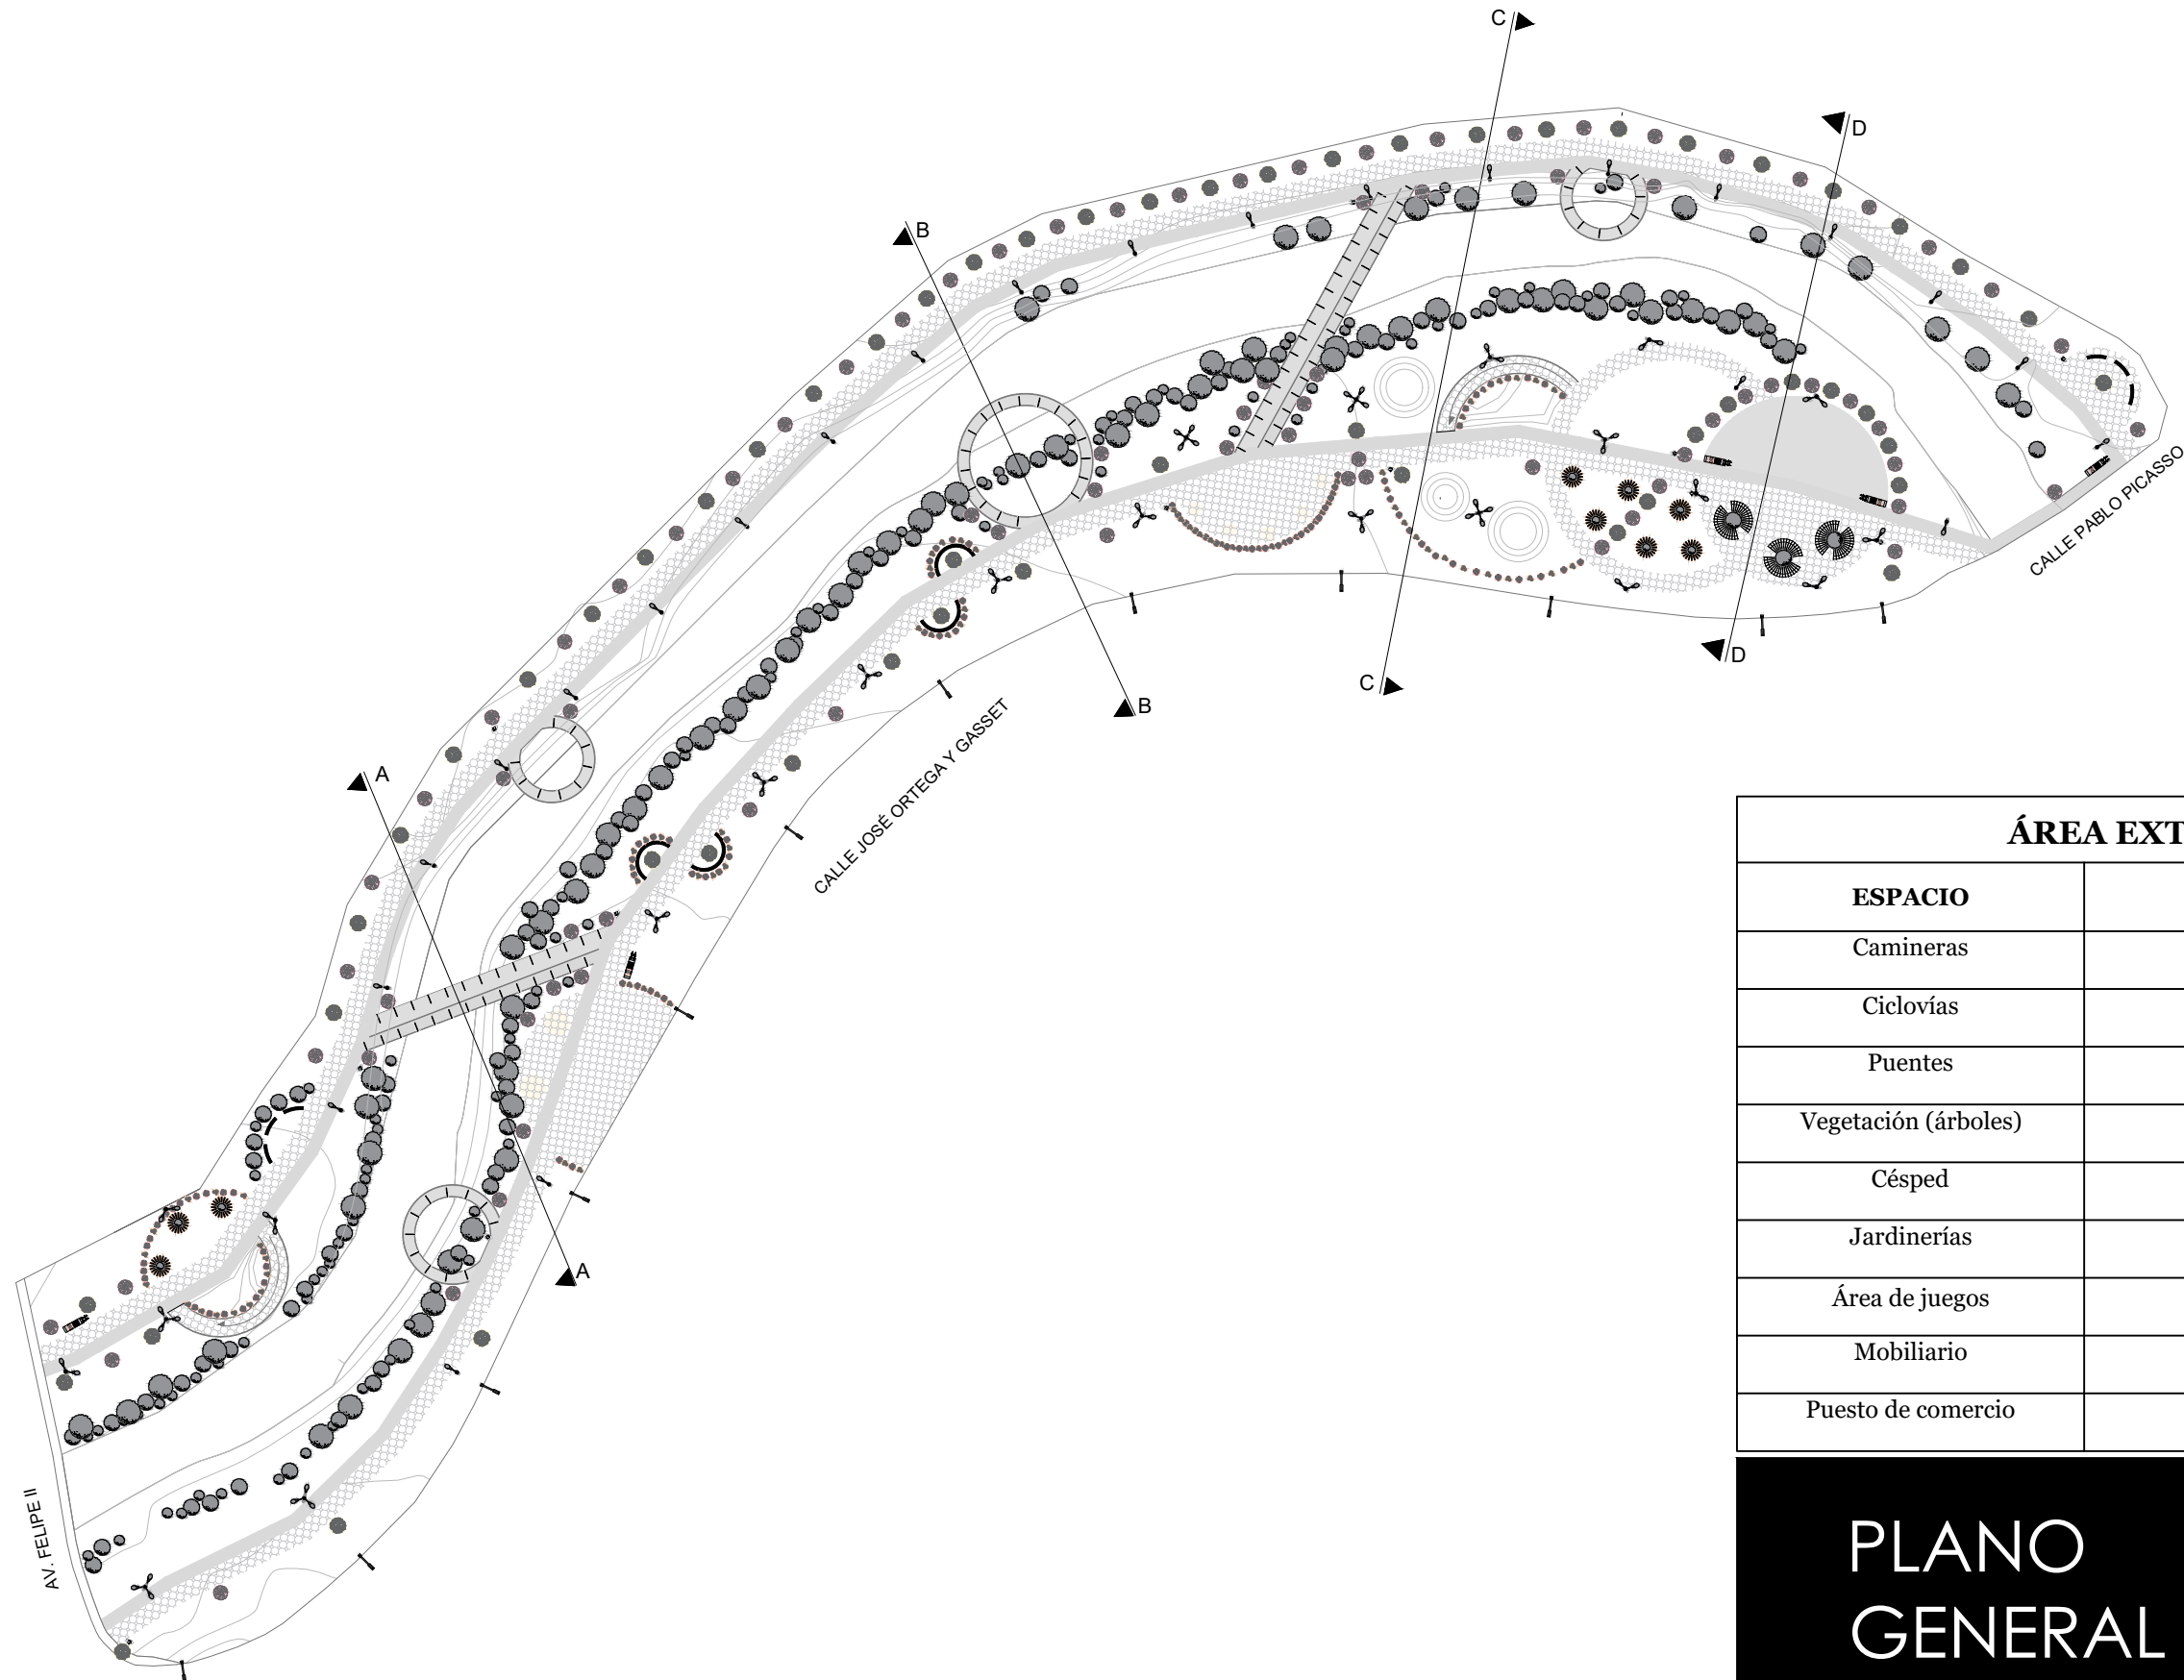 C
D
B
CALLE PABLO PICASSO
C
D
B
CALLE JOSÉ ORTEGA Y GASSET
A
A
AV. FELIPE II
ÁREA EXT
ESPACIO
Camineras
Ciclovías
Puentes
Vegetación (árboles)
Césped
Jardinerías
Área de juegos
Mobiliario
Puesto de comercio
PLANO
GENERAL